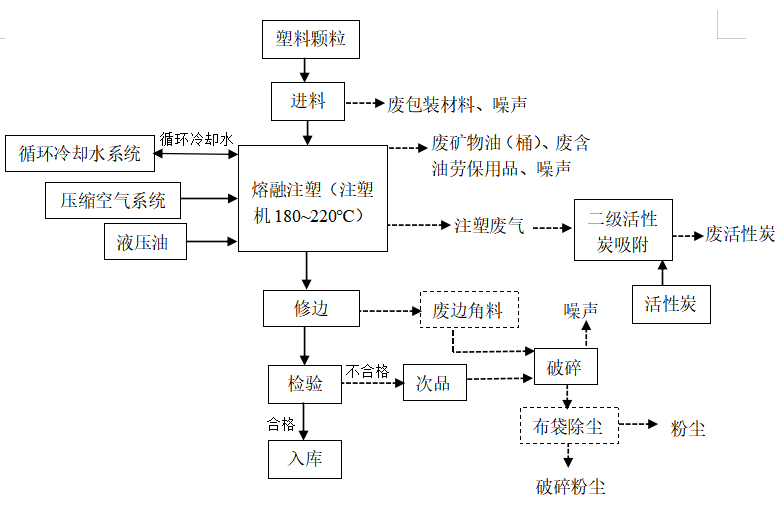 塑料颗粒
进料
废包装材料、噪声
循环冷却水
循环冷却水系统
废矿物油（桶）、废含
油劳保用品、噪声
压缩空气系统
熔融注塑（注塑
机 180~220℃）
液压油
注塑废气
二级活性
炭吸附
废活性炭
活性炭
修边
废边角料
噪声
检验
不合格
次品
破碎
合格
布袋除尘
粉尘
入库
破碎粉尘